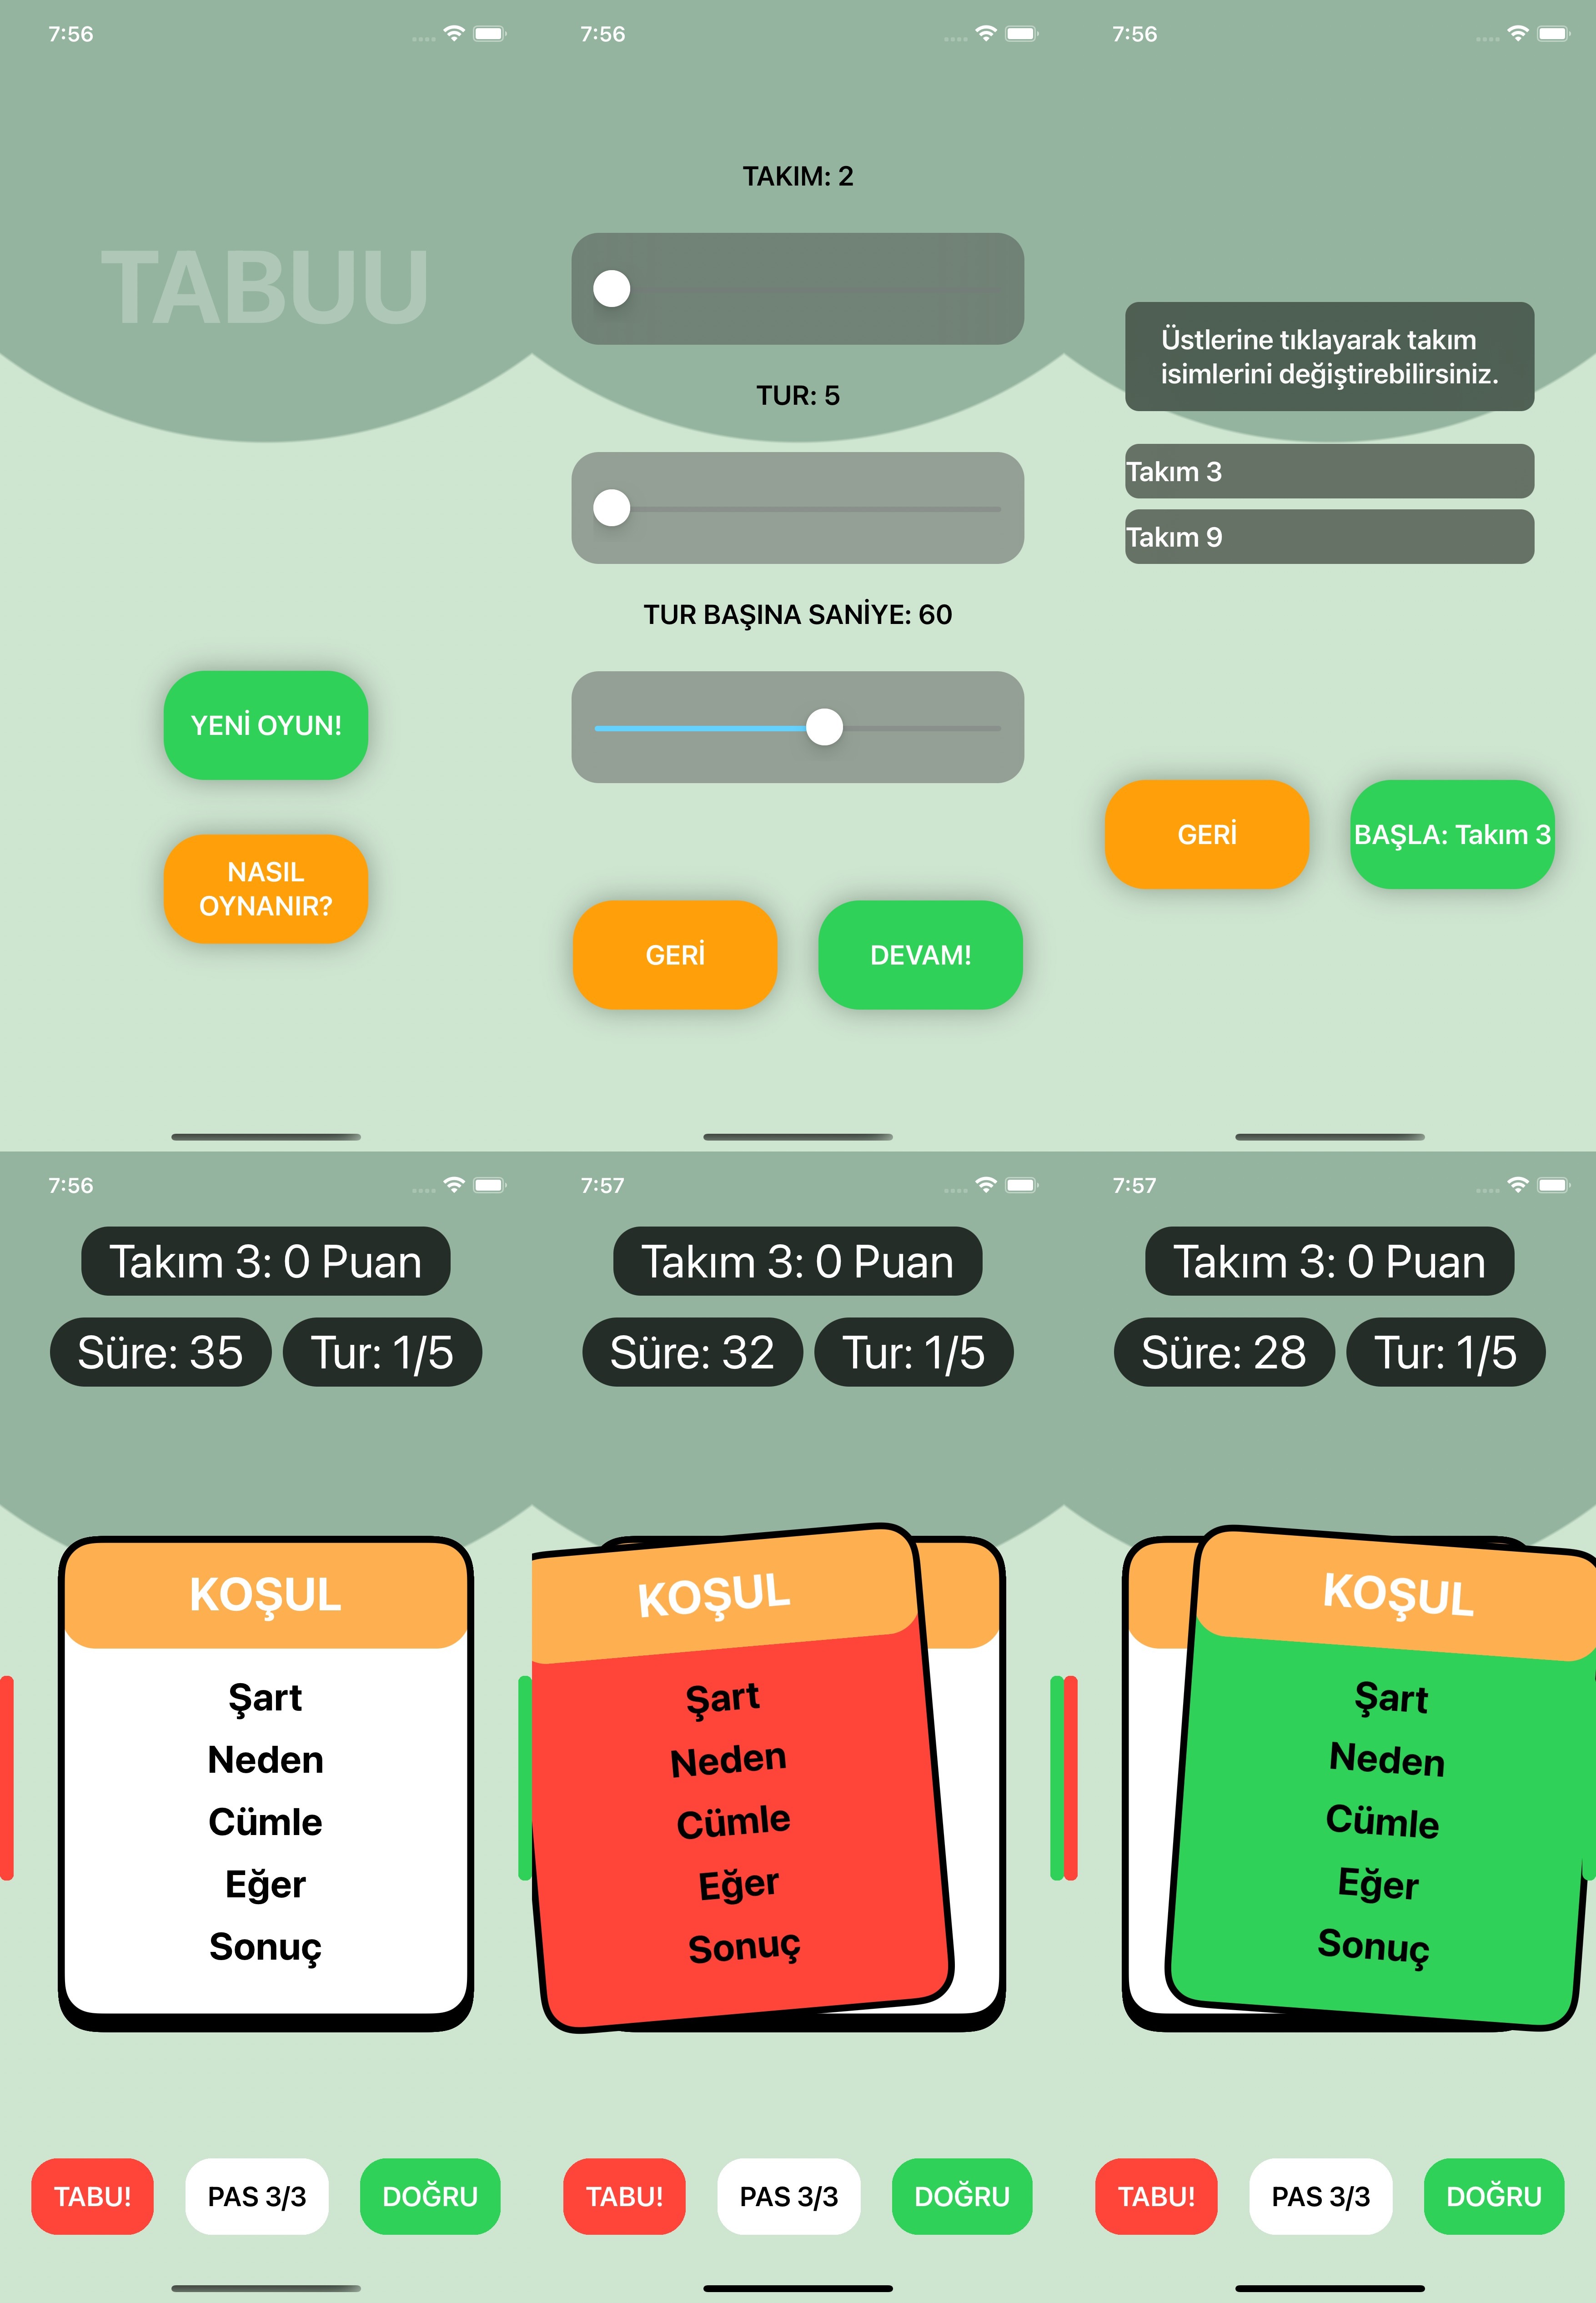 7:56
TABUU
YENİ OYUN!
NASIL
OYNANIR?
7:56
TAKIM: 2
TUR: 5
TUR BAŞINA SANİYE: 60
GERİ
DEVAM!
7:56
Üstlerine tıklayarak takım
isimlerini değiştirebilirsiniz.
Takım 3
Takım 9
GERİ
BAŞLA: Takım 3
7:56
Takım 3: 0 Puan
Süre: 35
Tur: 1/5
KOŞUL
Şart
Neden
Cümle
Eğer
Sonuç
TABU!
PAS 3/3
DOĞRU
7:57
Takım 3: 0 Puan
Süre: 32
Tur: 1/5
KOŞUL
Şart
Neden
Cümle
Eğer
Sonuç
TABU!
PAS 3/3
DOĞRU
7:57
Takım 3: 0 Puan
Süre: 28
Tur: 1/5
KOŞUL
Şart
Neden
Cümle
Eğer
Sonuç
TABU!
PAS 3/3
DOĞRU